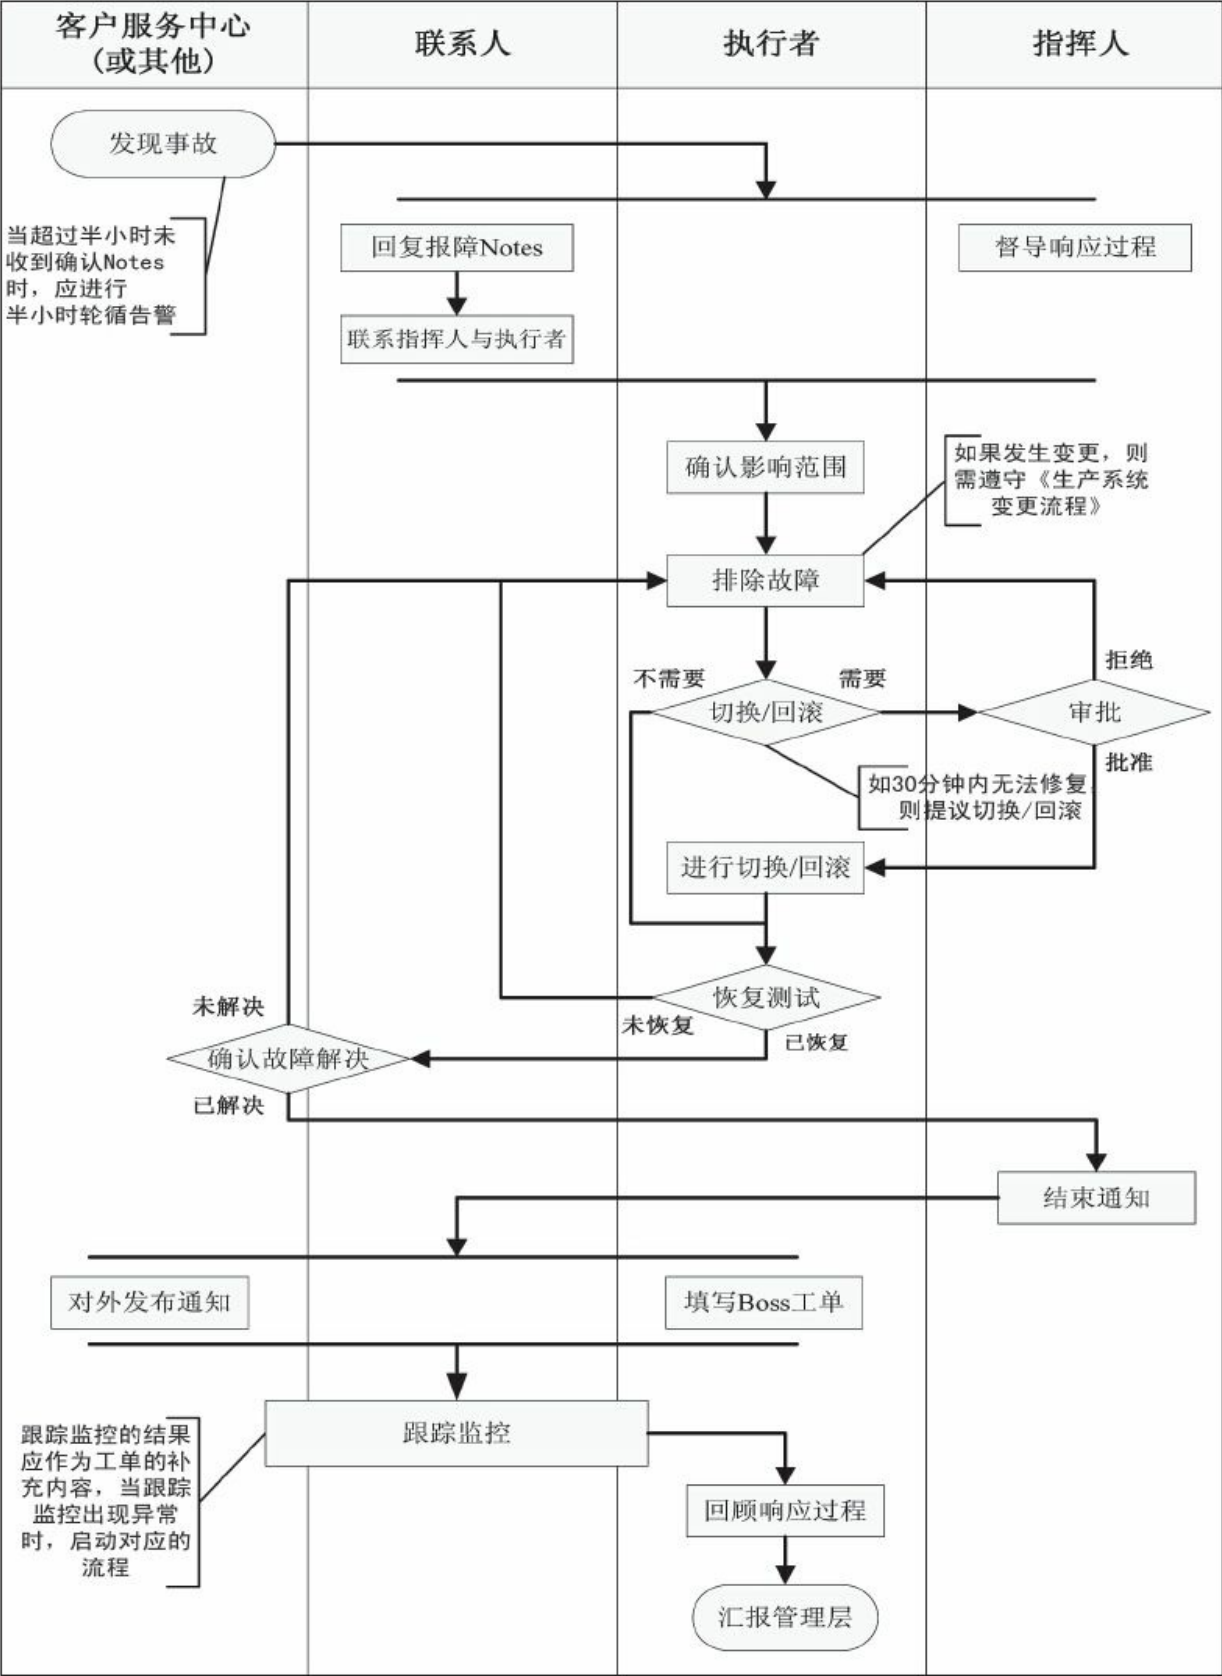 客户服务中心
(或其他)
联系人
执行者
指挥人
发现事故
当超过半小时未
收到确认Notes
时，应进行
半小时轮循告警
回复报障Notes
督导响应过程
联系指挥人与执行者
确认影响范围
如果发生变更，则
需遵守《生产系统
变更流程》
排除故障
拒绝
不需要
需要
切换/回滚
审批
批准
如30分钟内无法修复，
则提议切换/回滚
进行切换/回滚
恢复测试
未恢复
已恢复
未解决
确认故障解决
已解决
结束通知
对外发布通知
填写Boss工单
跟踪监控
跟踪监控的结果
应作为工单的补
充内容，当跟踪
监控出现异常
时，启动对应的
流程
回顾响应过程
汇报管理层